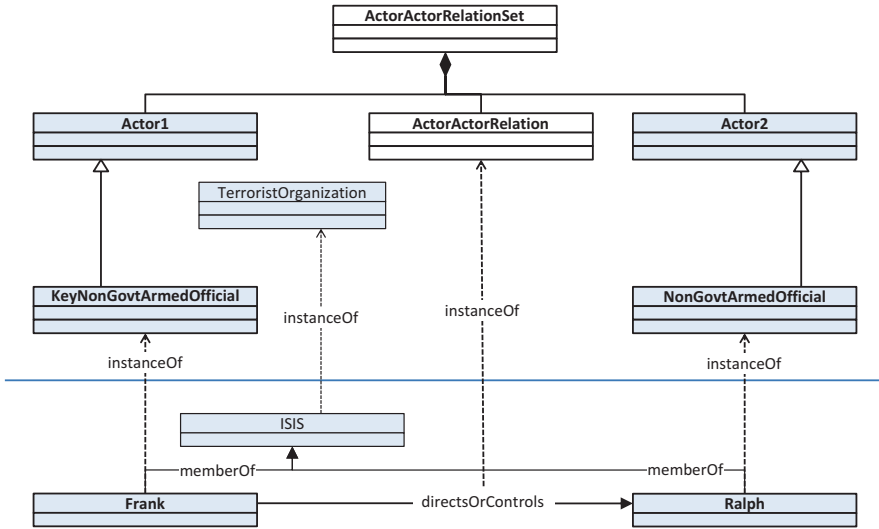 ActorActorRelationSet
Actor1
ActorActorRelation
Actor2
TerroristOrganization
KeyNonGovtArmedOfficial
NonGovtArmedOfficial
instanceOf
instanceOf
instanceOf
instanceOf
ISIS
memberOf
memberOf
Frank
directsOrControls
Ralph